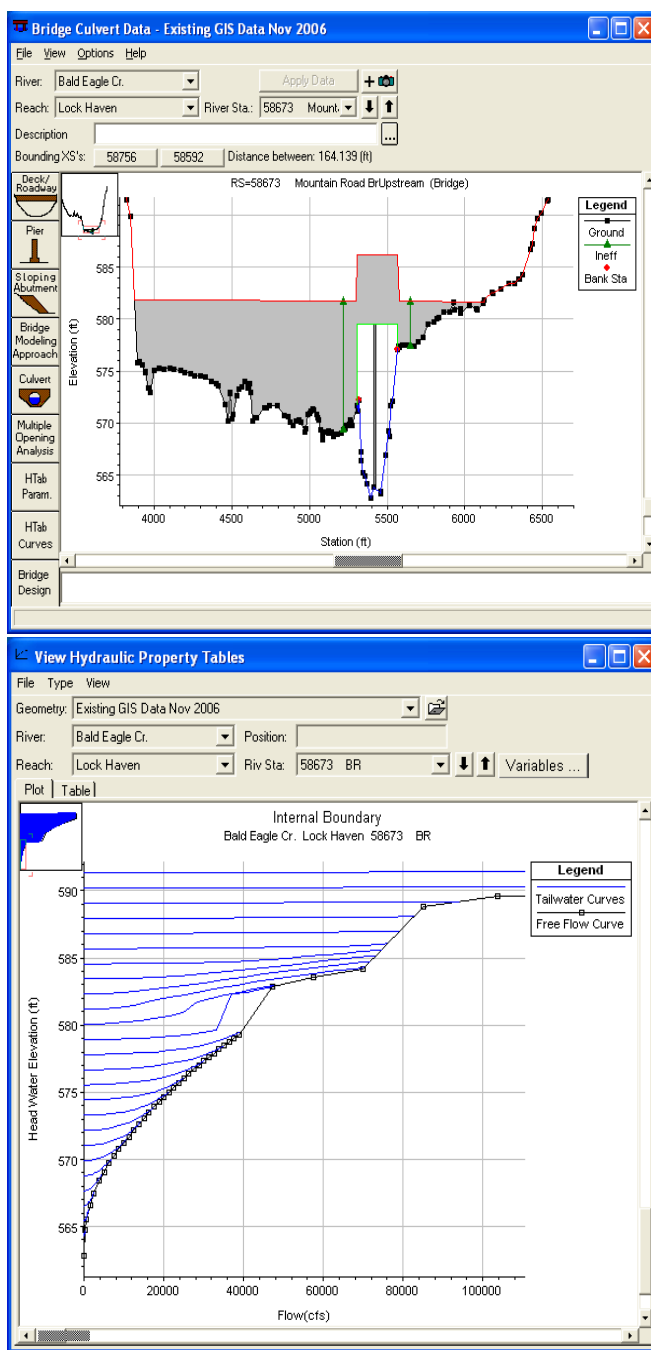 Bridge Culvert Data - Existing GIS Data Nov 2006
File View Options Help
River: Bald Eagle Cr. Apply Data +
Reach: Lock Haven River Sta.: 58673 Mount
Description ...
Bounding XS's: 58756 58592 Distance between: 164.139 (ft)
Deck/
Roadway
Pier
Sloping
Abutment
Bridge
Modeling
Approach
Culvert
Multiple
Opening
Analysis
HTab
Param.
HTab
Curves
Bridge
Design
RS=58673 Mountain Road BrUpstream (Bridge)
Legend
Ground
Ineff
Bank Sta
Elevation (ft)
585
580
575
570
565
4000 4500 5000 5500 6000 6500
Station (ft)
View Hydraulic Property Tables
File Type View
Geometry: Existing GIS Data Nov 2006
River: Bald Eagle Cr. Position:
Reach: Lock Haven Riv Sta: 58673 BR Variables ...
Plot Table
Internal Boundary
Bald Eagle Cr. Lock Haven 58673 BR
Legend
Tailwater Curves
Free Flow Curve
Head Water Elevation (ft)
590
585
580
575
570
565
0 20000 40000 60000 80000 100000
Flow(cfs)